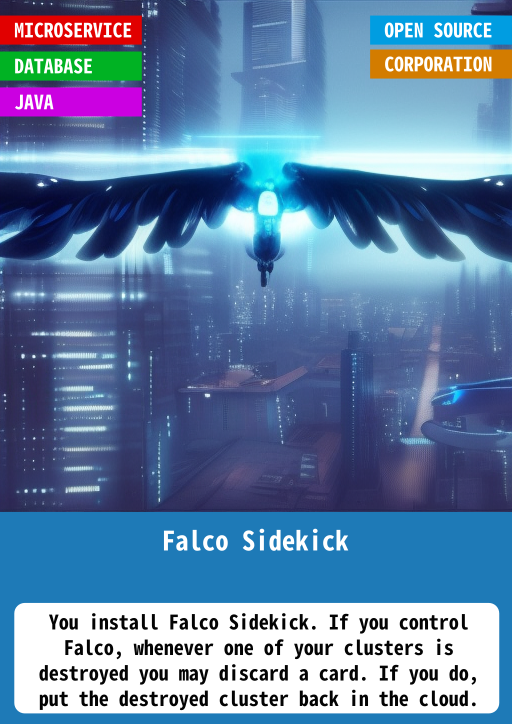 MICROSERVICE
DATABASE
JAVA
OPEN SOURCE
CORPORATION
Falco Sidekick
You install Falco Sidekick. If you control
Falco, whenever one of your clusters is
destroyed you may discard a card. If you do,
put the destroyed cluster back in the cloud.